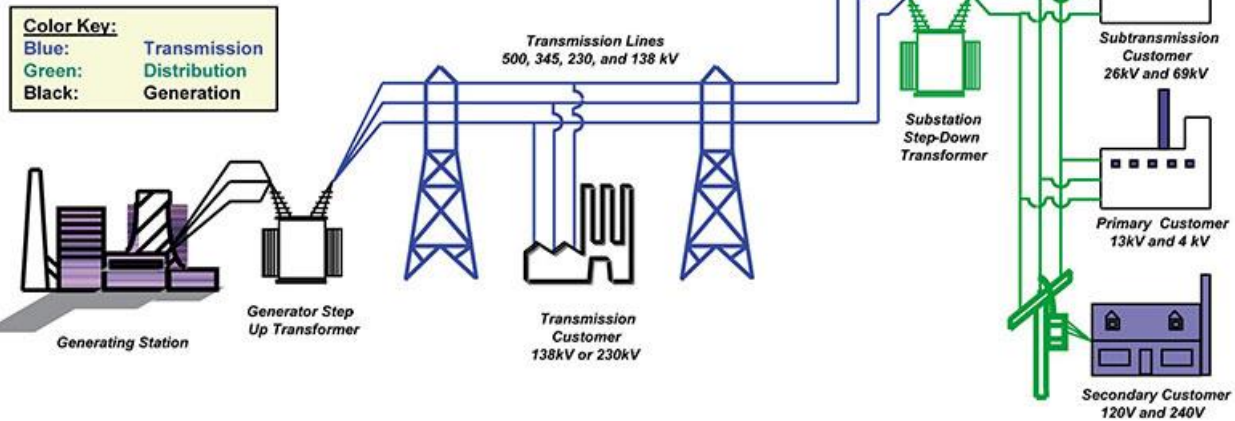 Color Key:
Blue: Transmission
Green: Distribution
Black: Generation
Transmission Lines
500, 345, 230, and 138 kV
Subtransmission
Customer
26kV and 69kV
Substation
Step-Down
Transformer
Primary Customer
13kV and 4 kV
Generating Station
Generator Step
Up Transformer
Transmission
Customer
138kV or 230kV
Secondary Customer
120V and 240V